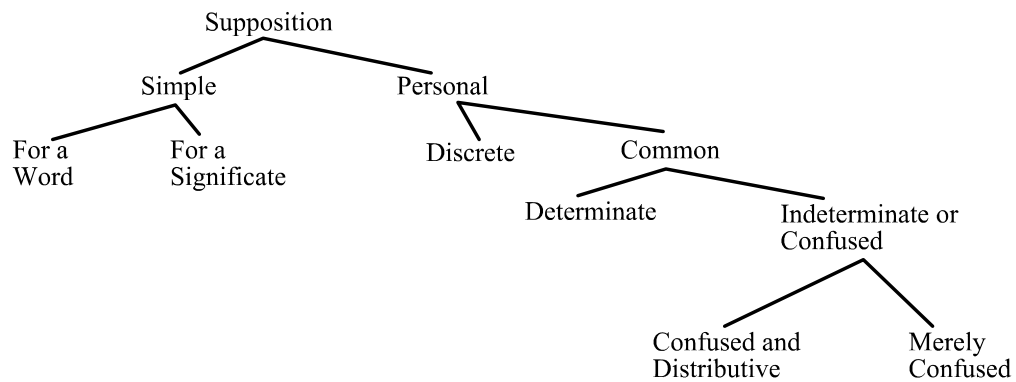 Supposition
Simple
Personal
For a
Word
For a
Significate
Discrete
Common
Determinate
Indeterminate or
Confused
Confused and
Distributive
Merely
Confused